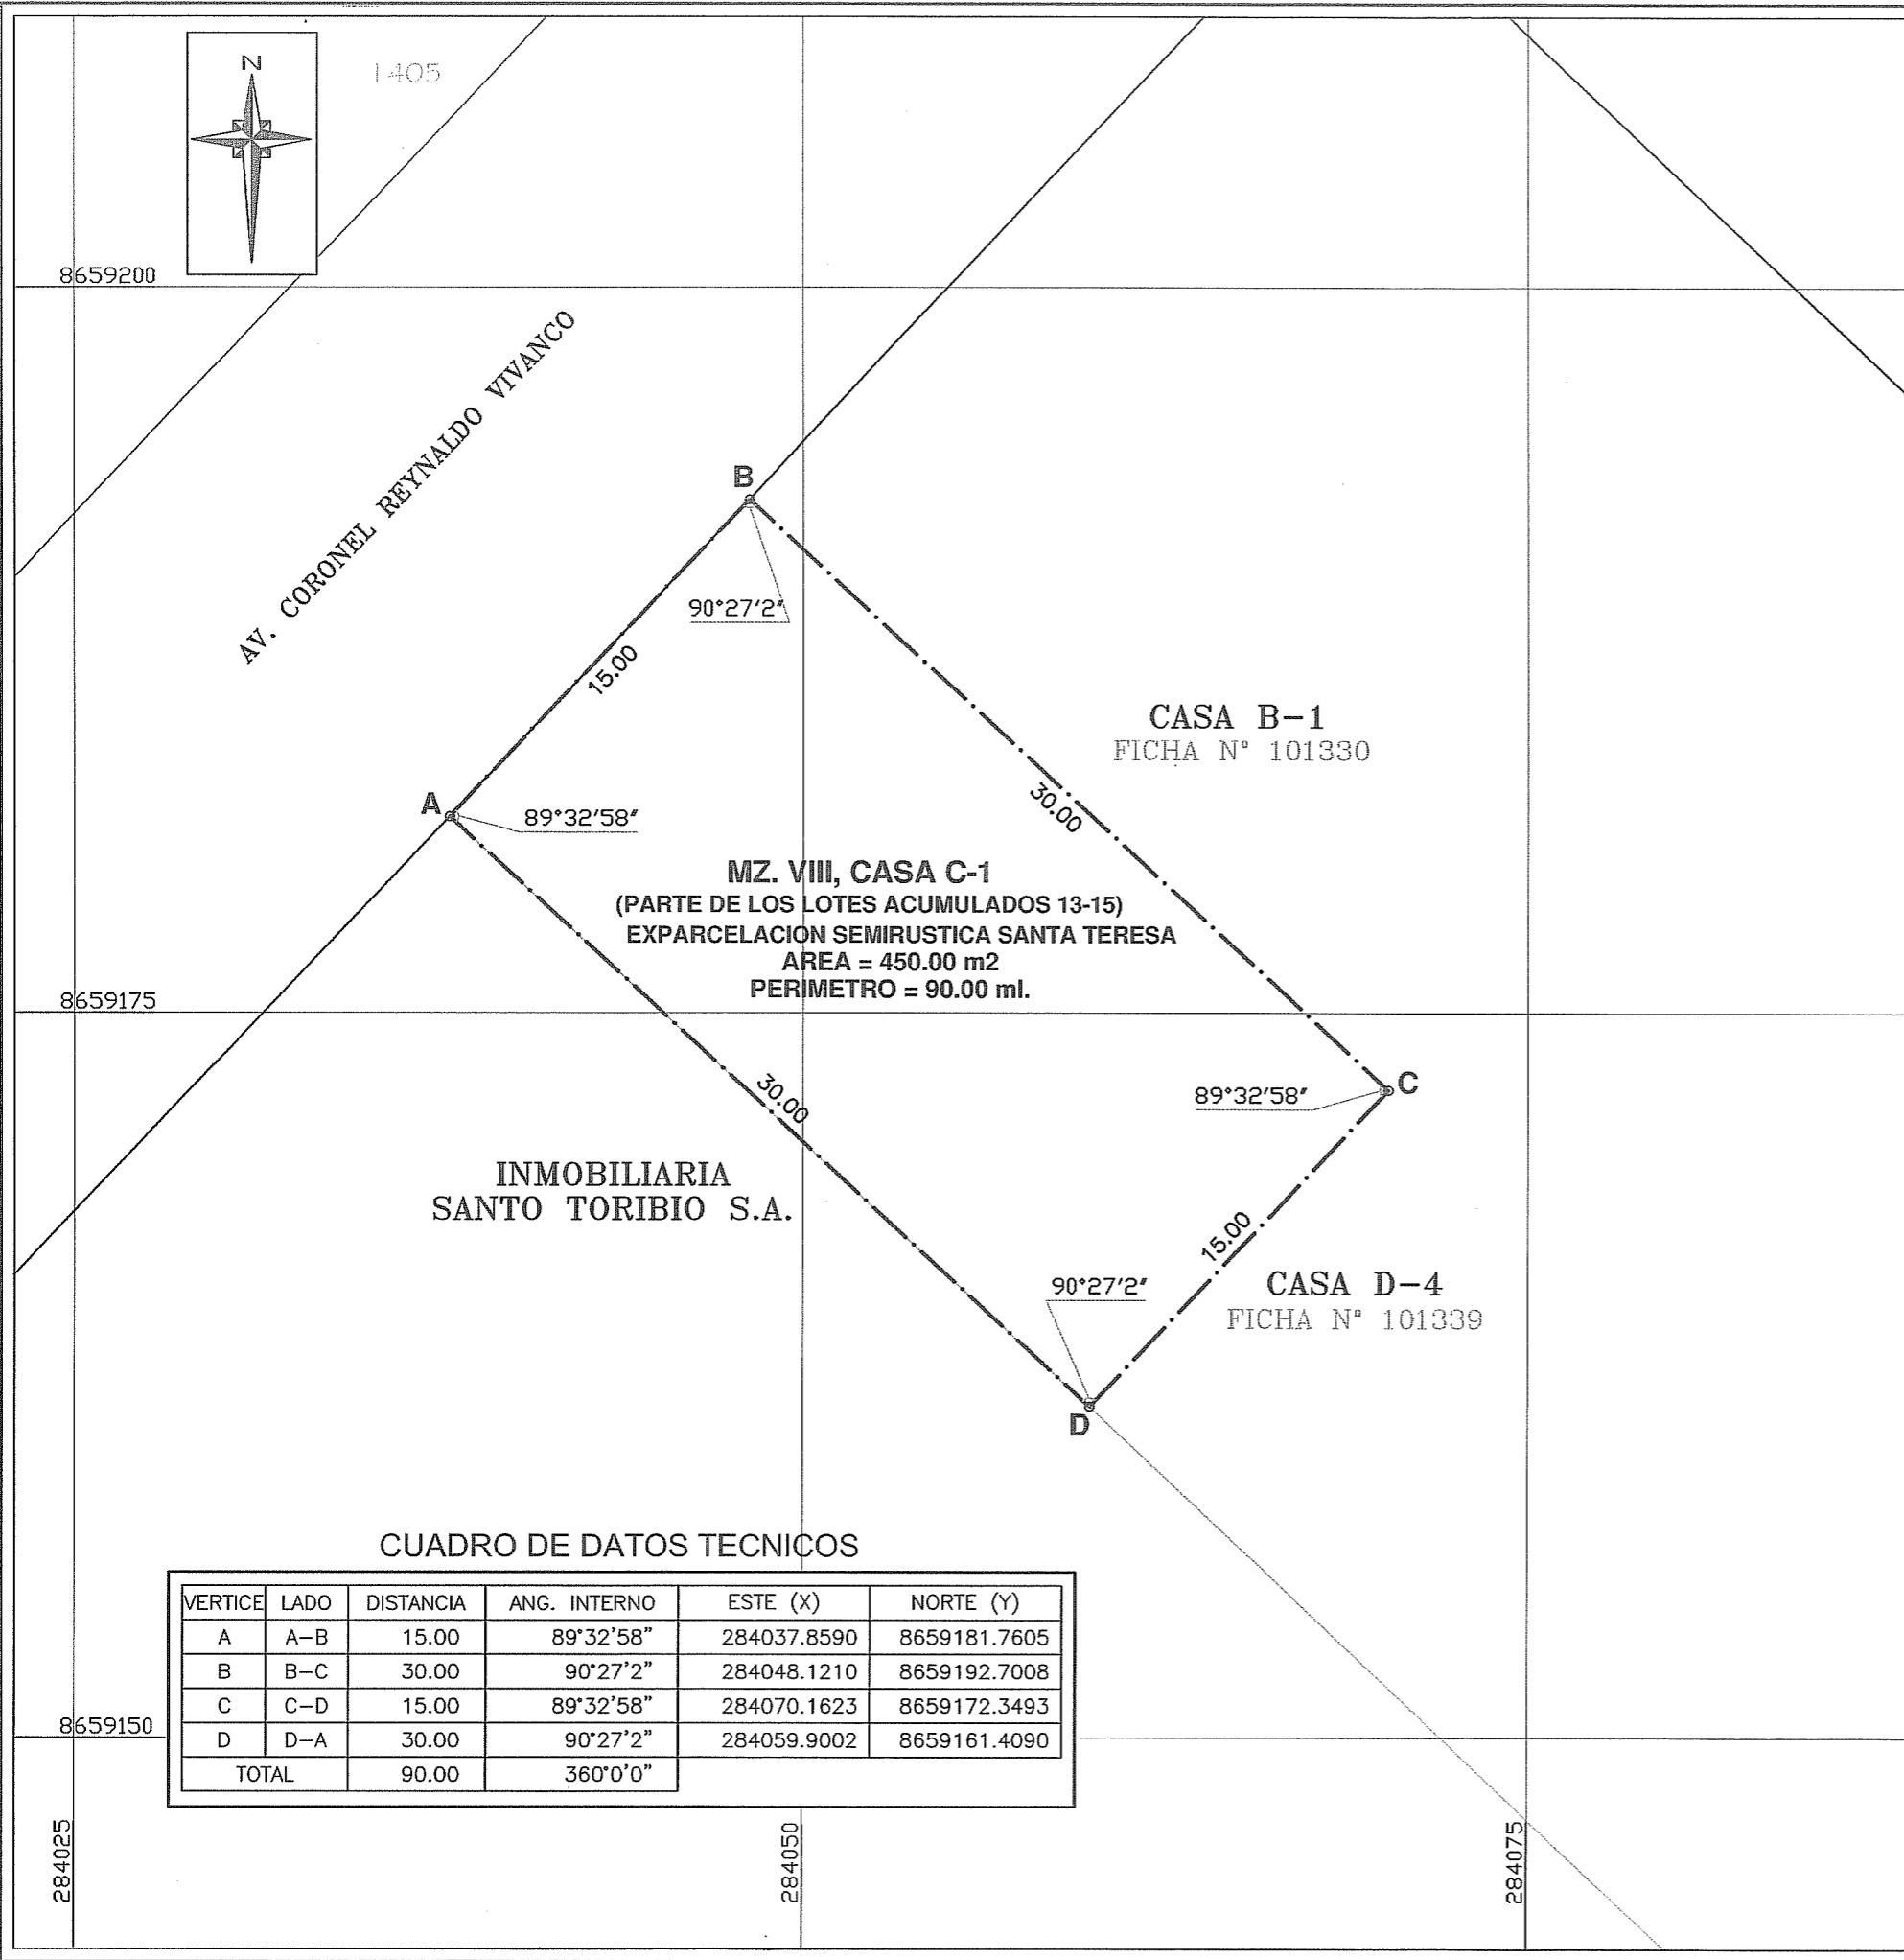 N
1405
8659200
AV. CORONEL REYNALDO VIVANCO
B
90°27'2"
15.00
CASA B-1
FICHA N° 101330
30.00
A
89°32'58"
MZ. VIII, CASA C-1
(PARTE DE LOS LOTES ACUMULADOS 13-15)
EXPARCELACION SEMIRUSTICA SANTA TERESA
AREA = 450.00 m2
PERIMETRO = 90.00 ml.
8659175
30.00
89°32'58"
C
INMOBILIARIA
SANTO TORIBIO S.A.
15.00
90°27'2"
CASA D-4
FICHA N° 101339
D
CUADRO DE DATOS TECNICOS
VERTICE LADO DISTANCIA ANG. INTERNO ESTE (X) NORTE (Y)
A A-B 15.00 89°32'58" 284037.8590 8659181.7605
B B-C 30.00 90°27'2" 284048.1210 8659192.7008
C C-D 15.00 89°32'58" 284070.1623 8659172.3493
D D-A 30.00 90°27'2" 284059.9002 8659161.4090
TOTAL 90.00 360°0'0"
8659150
284025
284050
284075